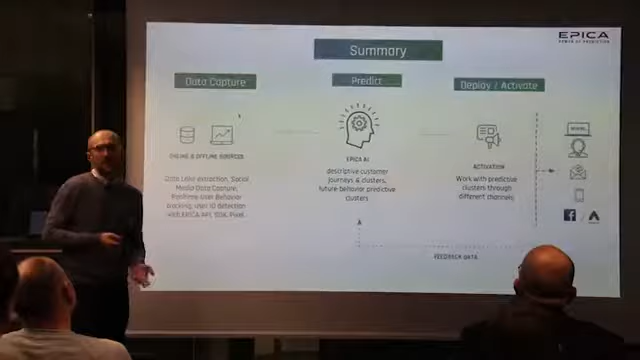 EPICA
POWER OF PREDICTION
Summary
Data Capture
Predict
Deploy / Activate
ONLINE & OFFLINE SOURCES
Data Lake extraction, Social
Media Data Capture,
Realtime User Behavior
tracking, user ID detection
with EPICA API, SDK, Pixel.
EPICA AI
descriptive customer
journeys & clusters,
future behavior predictive
clusters
ACTIVATION
Work with predictive
clusters through
different channels
FEEDBACK DATA